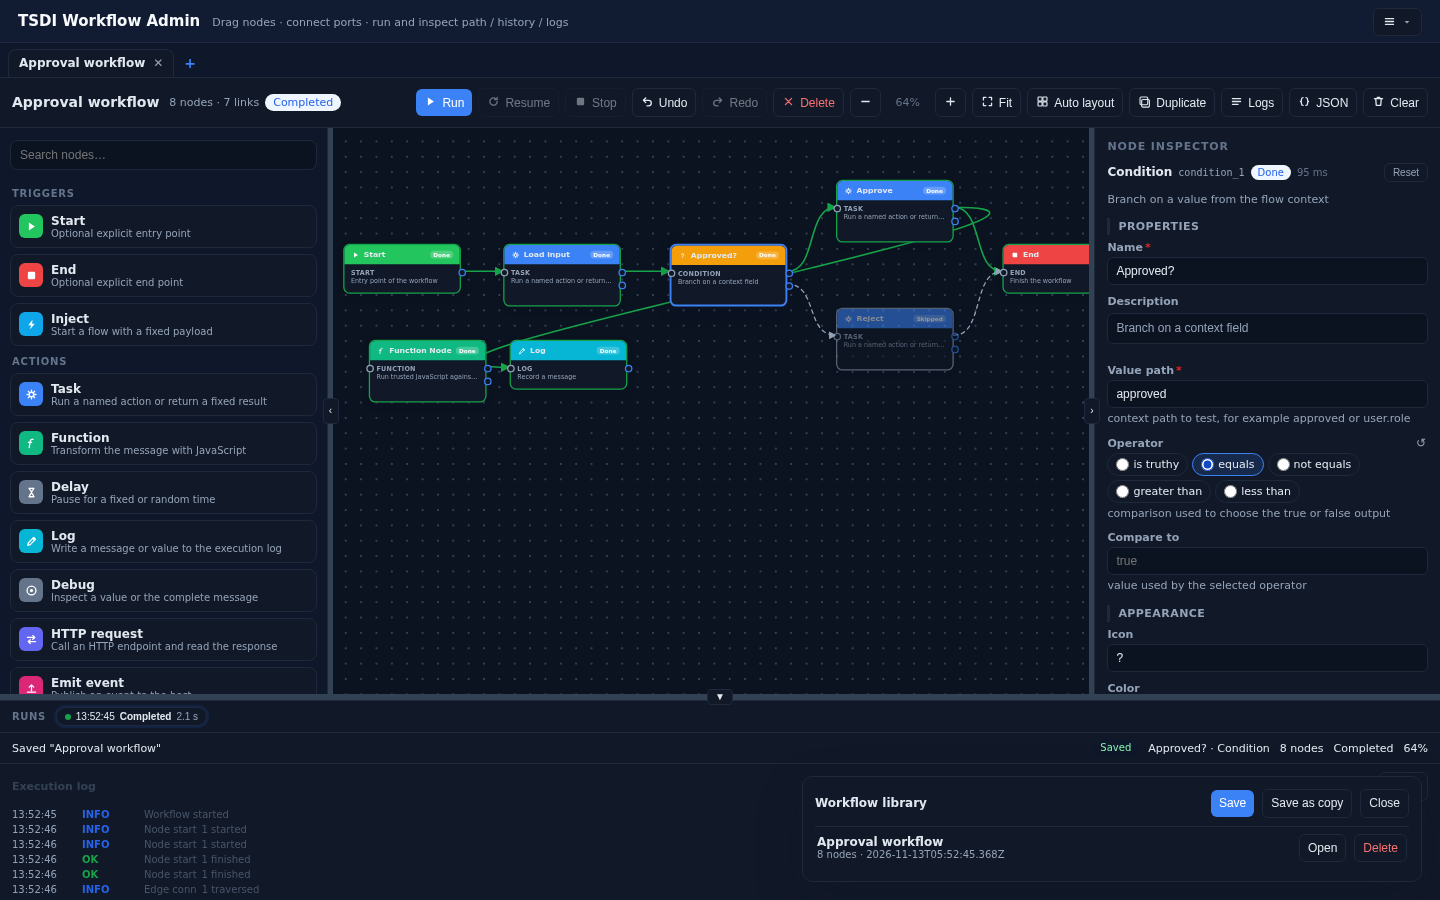 TSDI Workflow Admin Drag nodes · connect ports · run and inspect path / history / logs
Approval workflow ✕ +
Approval workflow 8 nodes · 7 links Completed
Run Resume Stop Undo Redo Delete − 64% + Fit Auto layout Duplicate Logs JSON Clear
Search nodes…
TRIGGERS
Start
Optional explicit entry point
End
Optional explicit end point
Inject
Start a flow with a fixed payload
ACTIONS
Task
Run a named action or return a fixed result
Function
Transform the message with JavaScript
Delay
Pause for a fixed or random time
Log
Write a message or value to the execution log
Debug
Inspect a value or the complete message
HTTP request
Call an HTTP endpoint and read the response
Emit event
Publish an event to the host
Start Done
START
Entry point of the workflow
Load input Done
TASK
Run a named action or return…
? Approved? Done
CONDITION
Branch on a context field
Approve Done
TASK
Run a named action or return…
Reject Skipped
TASK
Run a named action or return…
End
END
Finish the workflow
Function Node Done
FUNCTION
Run trusted JavaScript agains…
Log Done
LOG
Record a message
NODE INSPECTOR
Condition condition_1 Done 95 ms Reset
Branch on a value from the flow context
PROPERTIES
Name *
Approved?
Description
Branch on a context field
Value path *
approved
context path to test, for example approved or user.role
Operator
is truthy equals not equals
greater than less than
comparison used to choose the true or false output
Compare to
true
value used by the selected operator
APPEARANCE
Icon
?
Color
RUNS 13:52:45 Completed 2.1 s
Saved "Approval workflow" Saved Approved? · Condition 8 nodes Completed 64%
Execution log
13:52:45 INFO Workflow started
13:52:46 INFO Node start 1 started
13:52:46 INFO Node start 1 started
13:52:46 OK Node start 1 finished
13:52:46 OK Node start 1 finished
13:52:46 INFO Edge conn 1 traversed
Workflow library Save Save as copy Close
Approval workflow
8 nodes · 2026-11-13T05:52:45.368Z
Open Delete